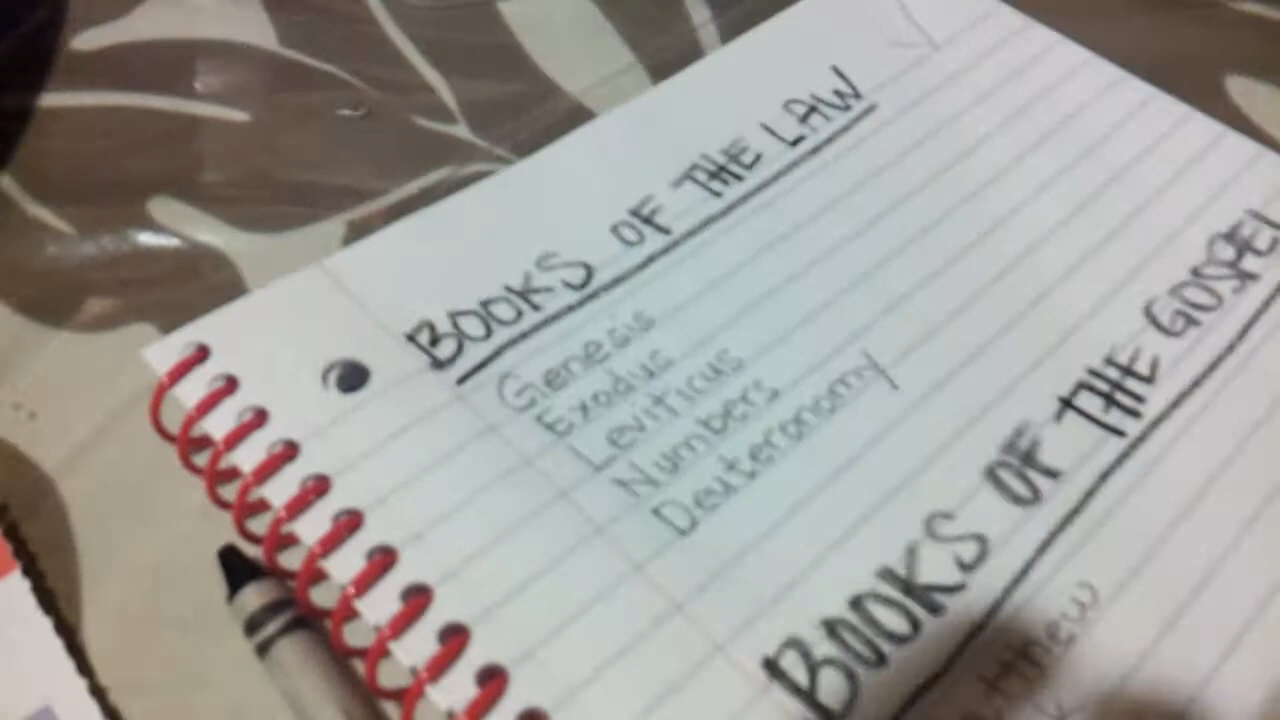 BOOKS OF THE LAW
Genesis
Exodus
Leviticus
Numbers
Deuteronomy
BOOKS OF THE GOSPEL